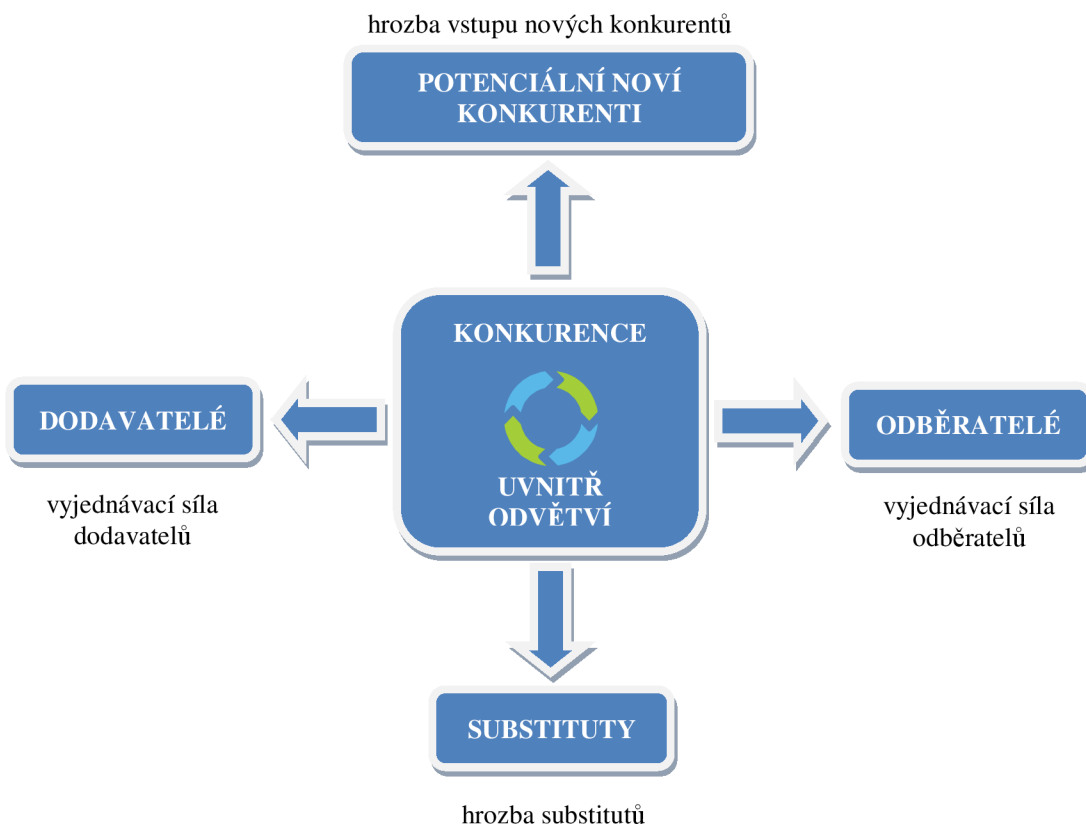 hrozba vstupu nových konkurentů
POTENCIÁLNÍ NOVÍ
KONKURENTI
KONKURENCE
UVNITŘ
ODVĚTVÍ
DODAVATELÉ
vyjednávací síla
dodavatelů
ODBĚRATELÉ
vyjednávací síla
odběratelů
SUBSTITUTY
hrozba substitutů